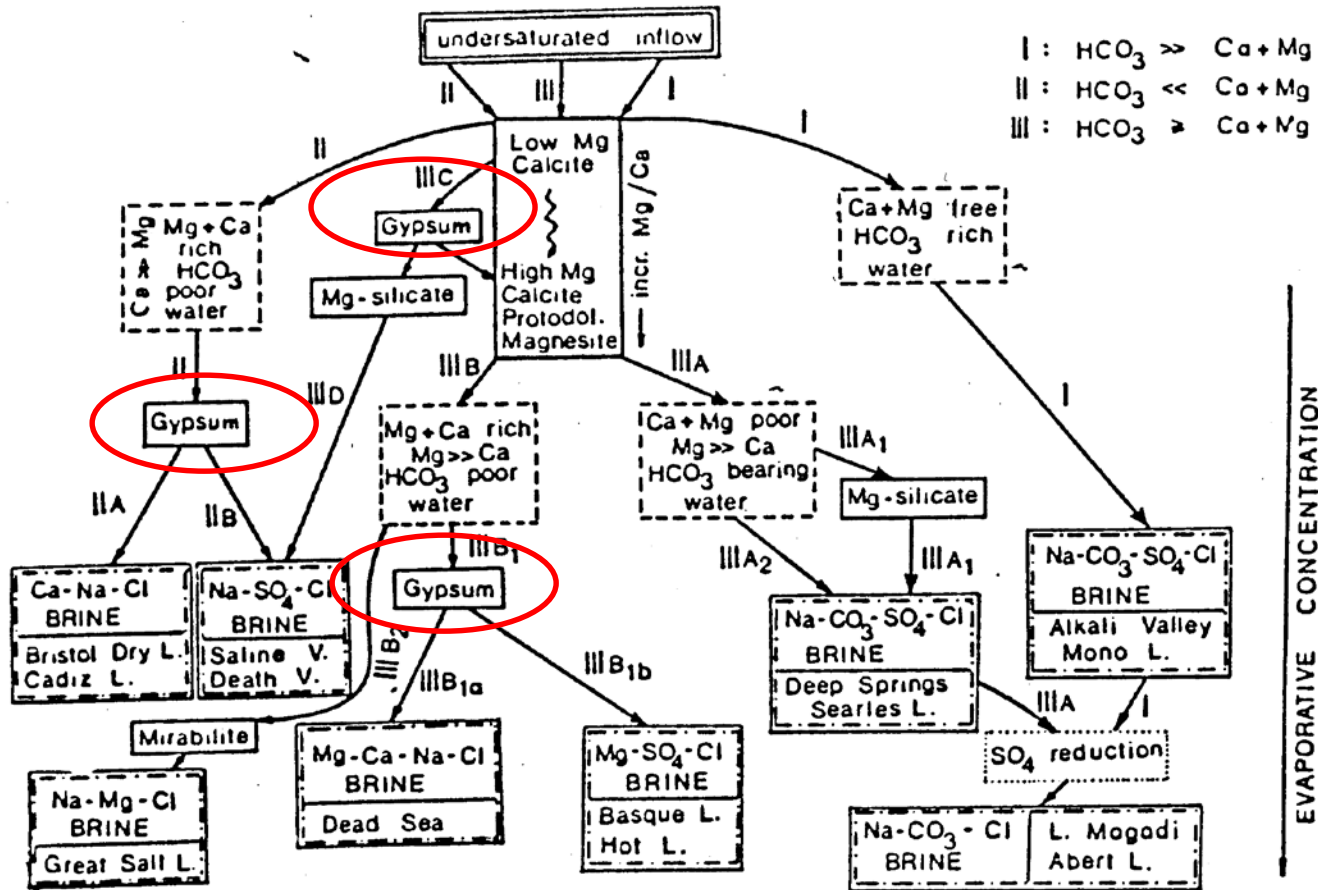 undersaturated inflow
I : HCO3 >> Ca+Mg
II : HCO3 << Ca+Mg
III : HCO3 ≥ Ca+Mg
II
III
I
I
II
IIIC
Low Mg
Calcite
High Mg
Calcite
Protodol.
Magnesite
incr. Mg/Ca
Gypsum
Mg-silicate
Ca Mg
Mg+Ca
rich
HCO3
poor
water
Ca+Mg free
HCO3 rich
water
II
Gypsum
IIID
IIIB
IIIA
I
Mg+Ca rich
Mg>>Ca
HCO3 poor
water
Ca+Mg poor
Mg>>Ca
HCO3 bearing
water
IIIA1
Mg-silicate
IIA
IIB
IIIB1
Gypsum
IIIA2
IIIA1
Ca-Na-Cl
BRINE
Bristol Dry L.
Cadiz L.
Na-SO4-Cl
BRINE
Saline V.
Death V.
IIIB2
IIIB1a
IIIB1b
Na-CO3-SO4-Cl
BRINE
Deep Springs
Searles L.
Na-CO3-SO4-Cl
BRINE
Alkali Valley
Mono L.
IIIA
I
SO4 reduction
Mirabilite
Na-Mg-Cl
BRINE
Great Salt L.
Mg-Ca-Na-Cl
BRINE
Dead Sea
Mg-SO4-Cl
BRINE
Basque L.
Hot L.
Na-CO3-Cl
BRINE
L. Magadi
Abert L.
EVAPORATIVE CONCENTRATION